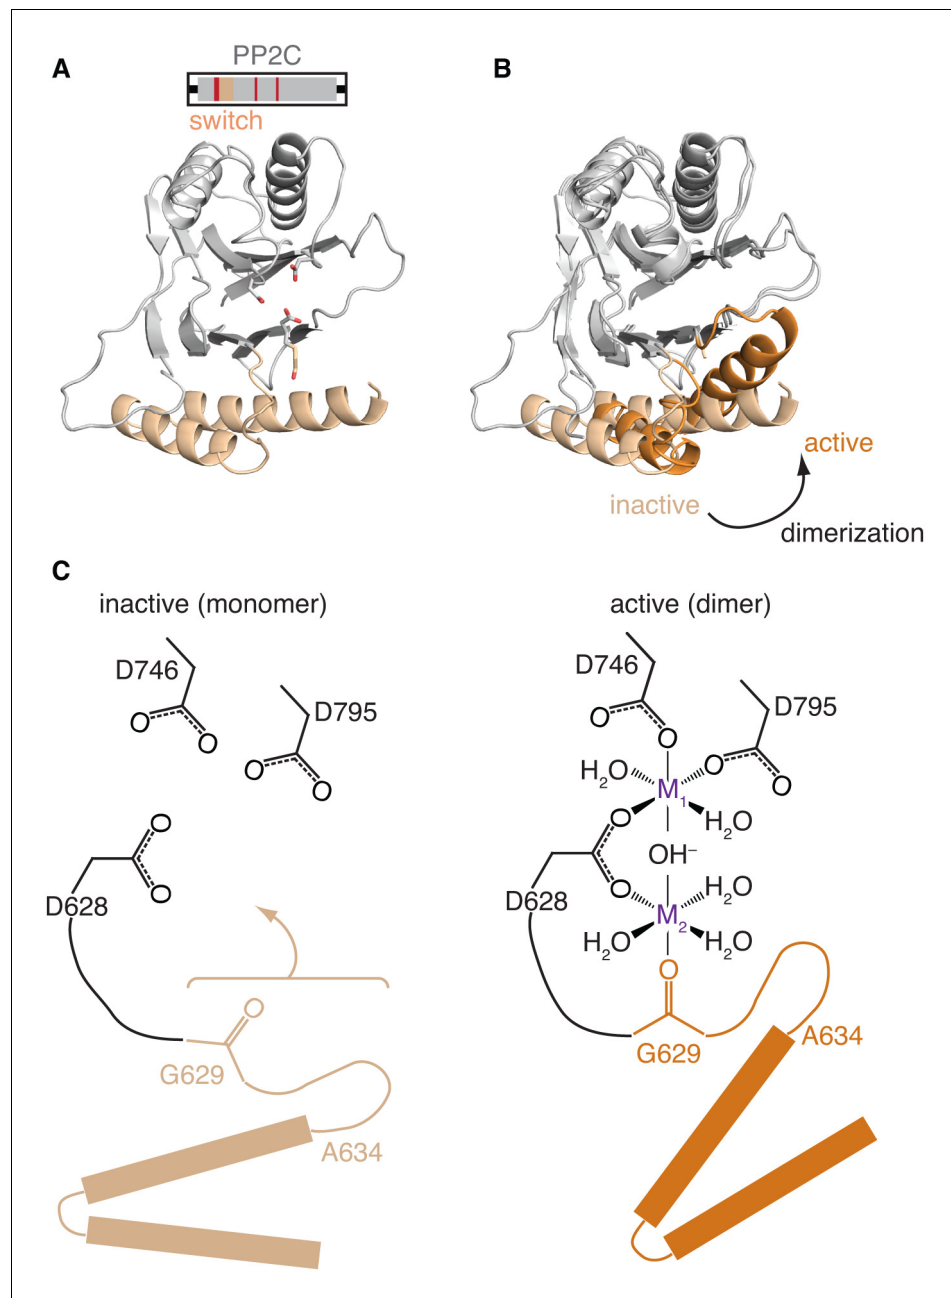 A
PP2C
switch
B
active
inactive
dimerization
C
inactive (monomer)
D746
O
O
D795
O
O
O
O
D628
O
G629
A634
active (dimer)
D746
O
O
D795
H₂O
O
O
M₁
O
H₂O
OH⁻
O
H₂O
D628
M₂
H₂O
H₂O
O
G629
A634